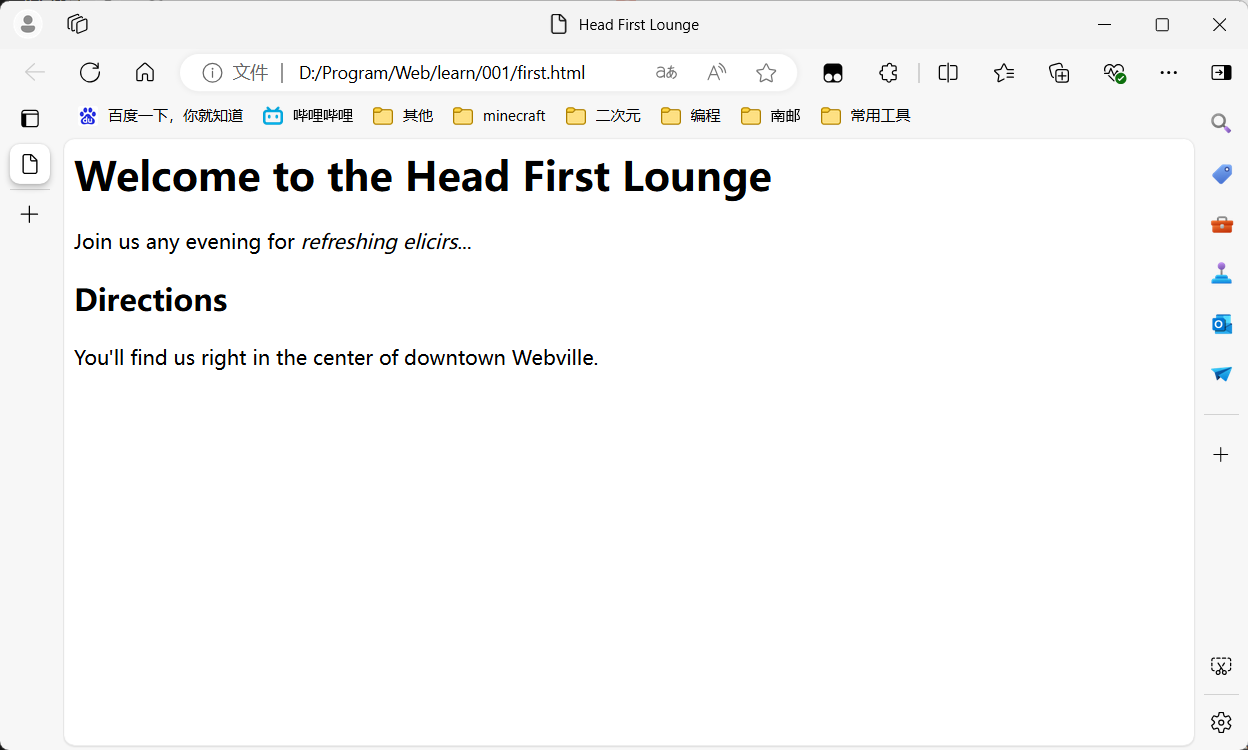 Head First Lounge
文件 D:/Program/Web/learn/001/first.html
百度一下，你就知道 哔哩哔哩 其他 minecraft 二次元 编程 南邮 常用工具
Welcome to the Head First Lounge
Join us any evening for refreshing elicirs...
Directions
You'll find us right in the center of downtown Webville.